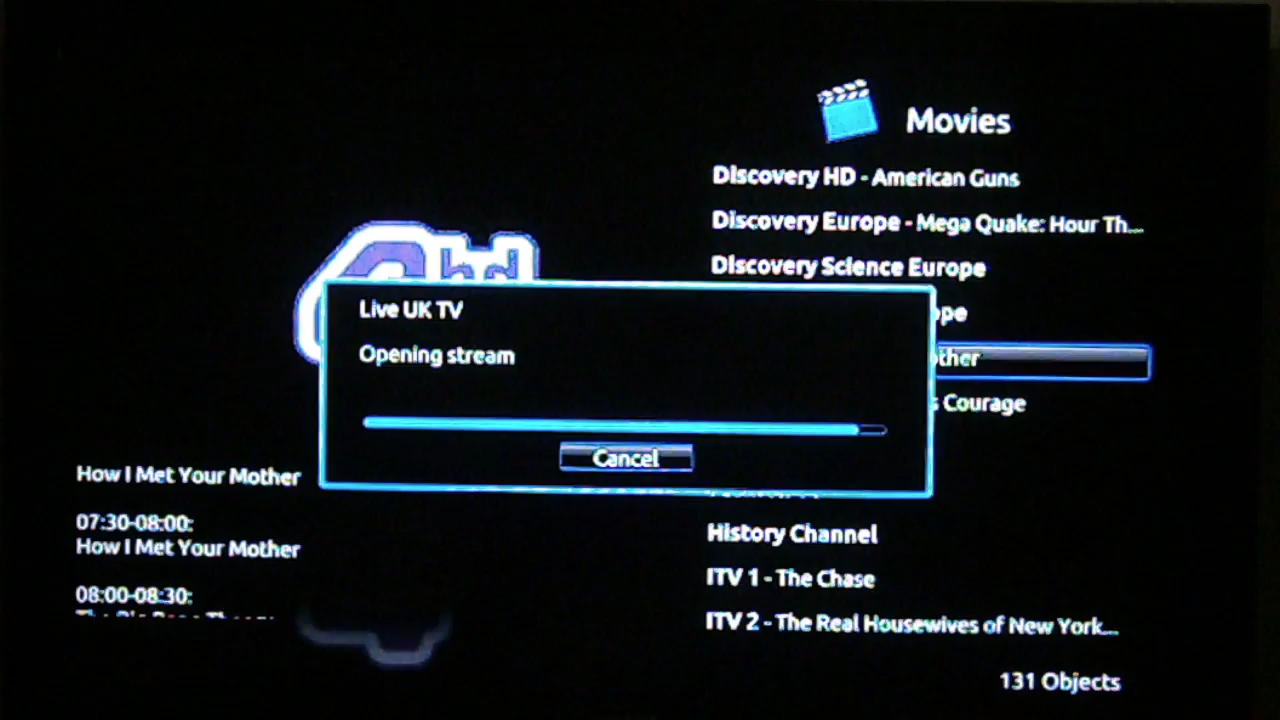 Movies
Discovery HD - American Guns
Discovery Europe - Mega Quake: Hour Th...
Discovery Science Europe
hd
Live UK TV
Opening stream
Courage
Cancel
How I Met Your Mother
07:30-08:00:
How I Met Your Mother
08:00-08:30:
History Channel
ITV 1 - The Chase
ITV 2 - The Real Housewives of New York...
131 Objects